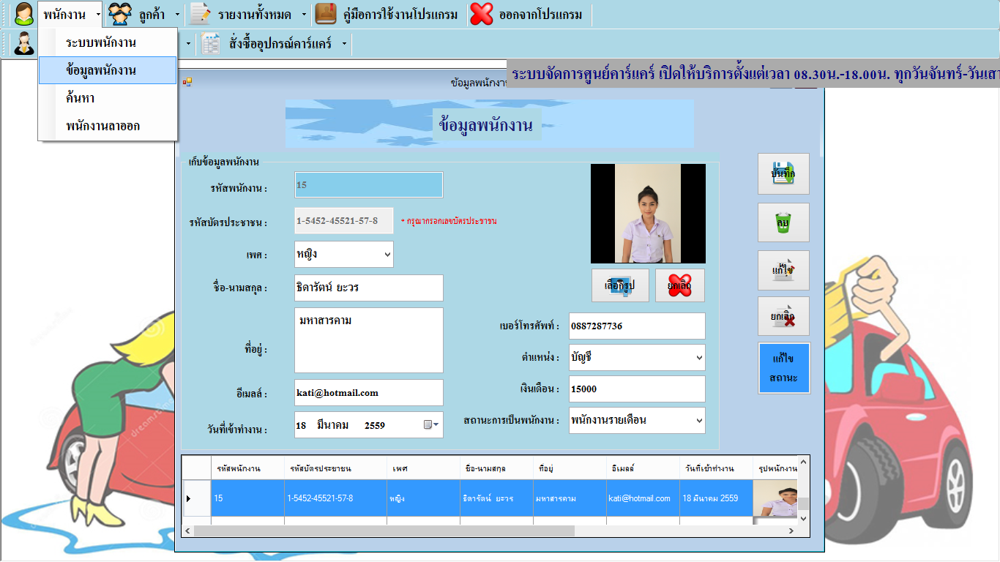 พนักงาน ลูกค้า รายงานทั้งหมด คู่มือการใช้งานโปรแกรม ออกจากโปรแกรม
ระบบพนักงาน สั่งซื้ออุปกรณ์คาร์แคร์
ข้อมูลพนักงาน
ค้นหา
พนักงานลาออก
ระบบจัดการศูนย์คาร์แคร์ เปิดให้บริการตั้งแต่เวลา 08.30น.-18.00น. ทุกวันจันทร์-วันเสา
ข้อมูลพนักงาน
ข้อมูลพนักงาน
เก็บข้อมูลพนักงาน
รหัสพนักงาน : 15
รหัสบัตรประชาชน : 1-5452-45521-57-8 * กรุณากรอกเลขบัตรประชาชน
เพศ : หญิง
ชื่อ-นามสกุล : ธิดารัตน์ ยะวร
ที่อยู่ : มหาสารคาม
อีเมลล์ : kati@hotmail.com
วันที่เข้าทำงาน : 18 มีนาคม 2559
เลือกรูป ยกเลิก
เบอร์โทรศัพท์ : 0887287736
ตำแหน่ง : บัญชี
เงินเดือน : 15000
สถานะการเป็นพนักงาน : พนักงานรายเดือน
บันทึก
ลบ
แก้ไข
ยกเลิก
แก้ไข
สถานะ
รหัสพนักงาน รหัสบัตรประชาชน เพศ ชื่อ-นามสกุล ที่อยู่ อีเมลล์ วันที่เข้าทำงาน รูปพนักงาน
15 1-5452-45521-57-8 หญิง ธิดารัตน์ ยะวร มหาสารคาม kati@hotmail.com 18 มีนาคม 2559